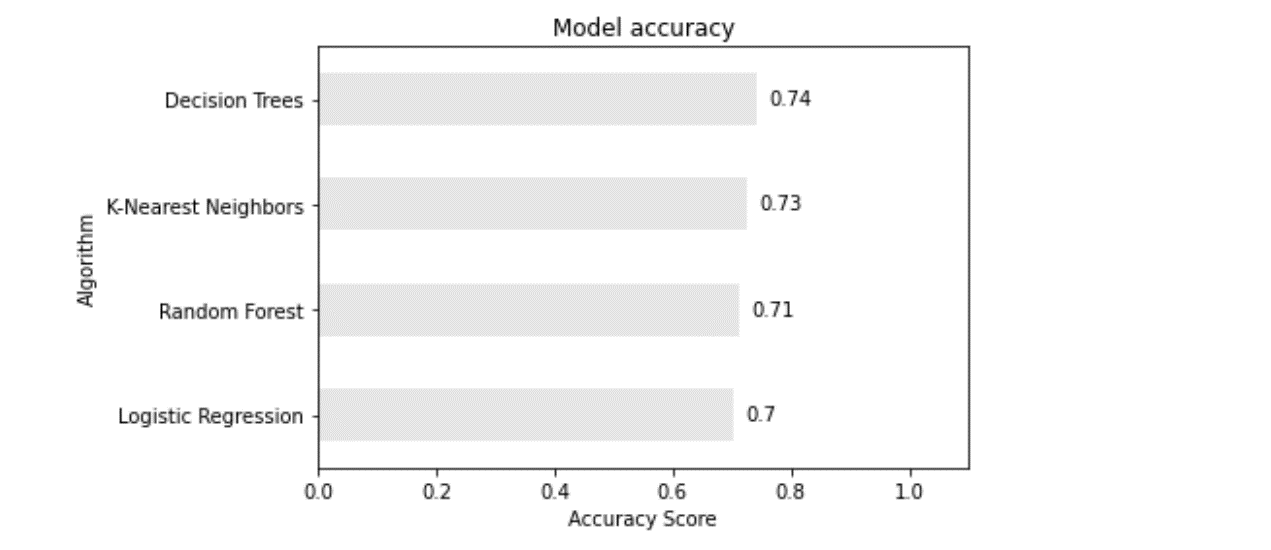 Model accuracy
Decision Trees
0.74
K-Nearest Neighbors
0.73
Algorithm
Random Forest
0.71
Logistic Regression
0.7
0.0 0.2 0.4 0.6 0.8 1.0
Accuracy Score